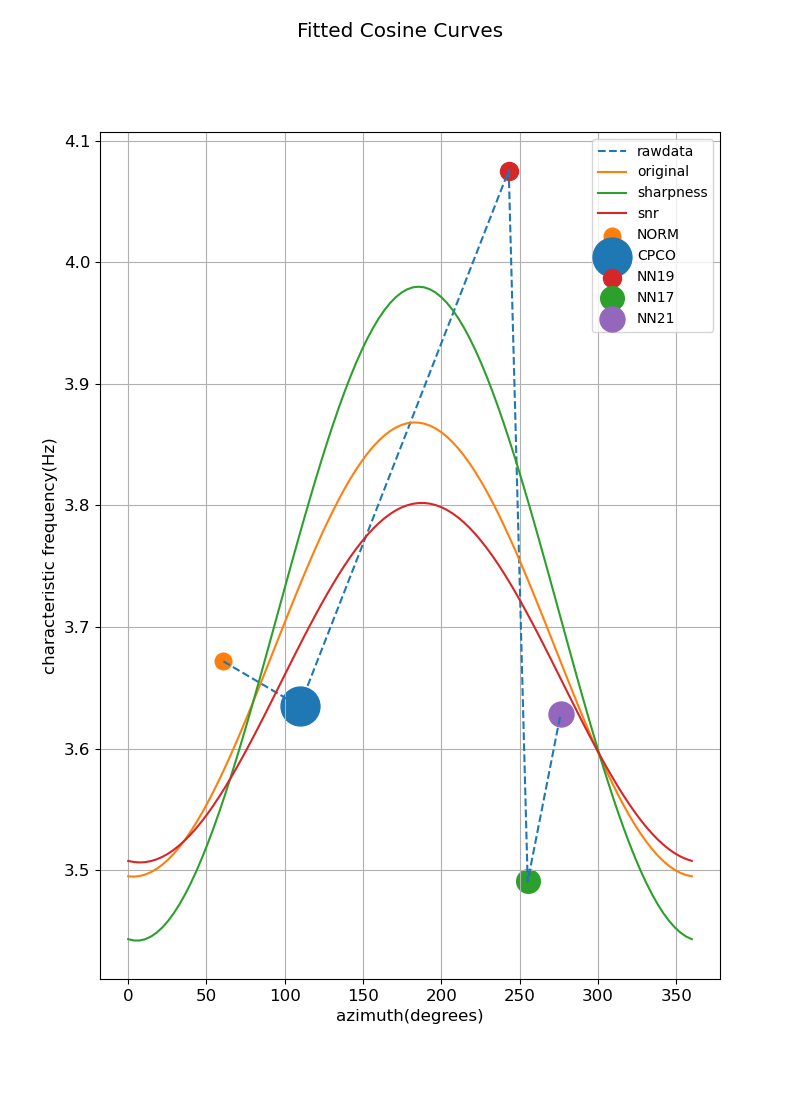 Fitted Cosine Curves
4.1
4.0
3.9
3.8
3.7
3.6
3.5
characteristic frequency(Hz)
rawdata
original
sharpness
snr
NORM
CPCO
NN19
NN17
NN21
0 50 100 150 200 250 300 350
azimuth(degrees)